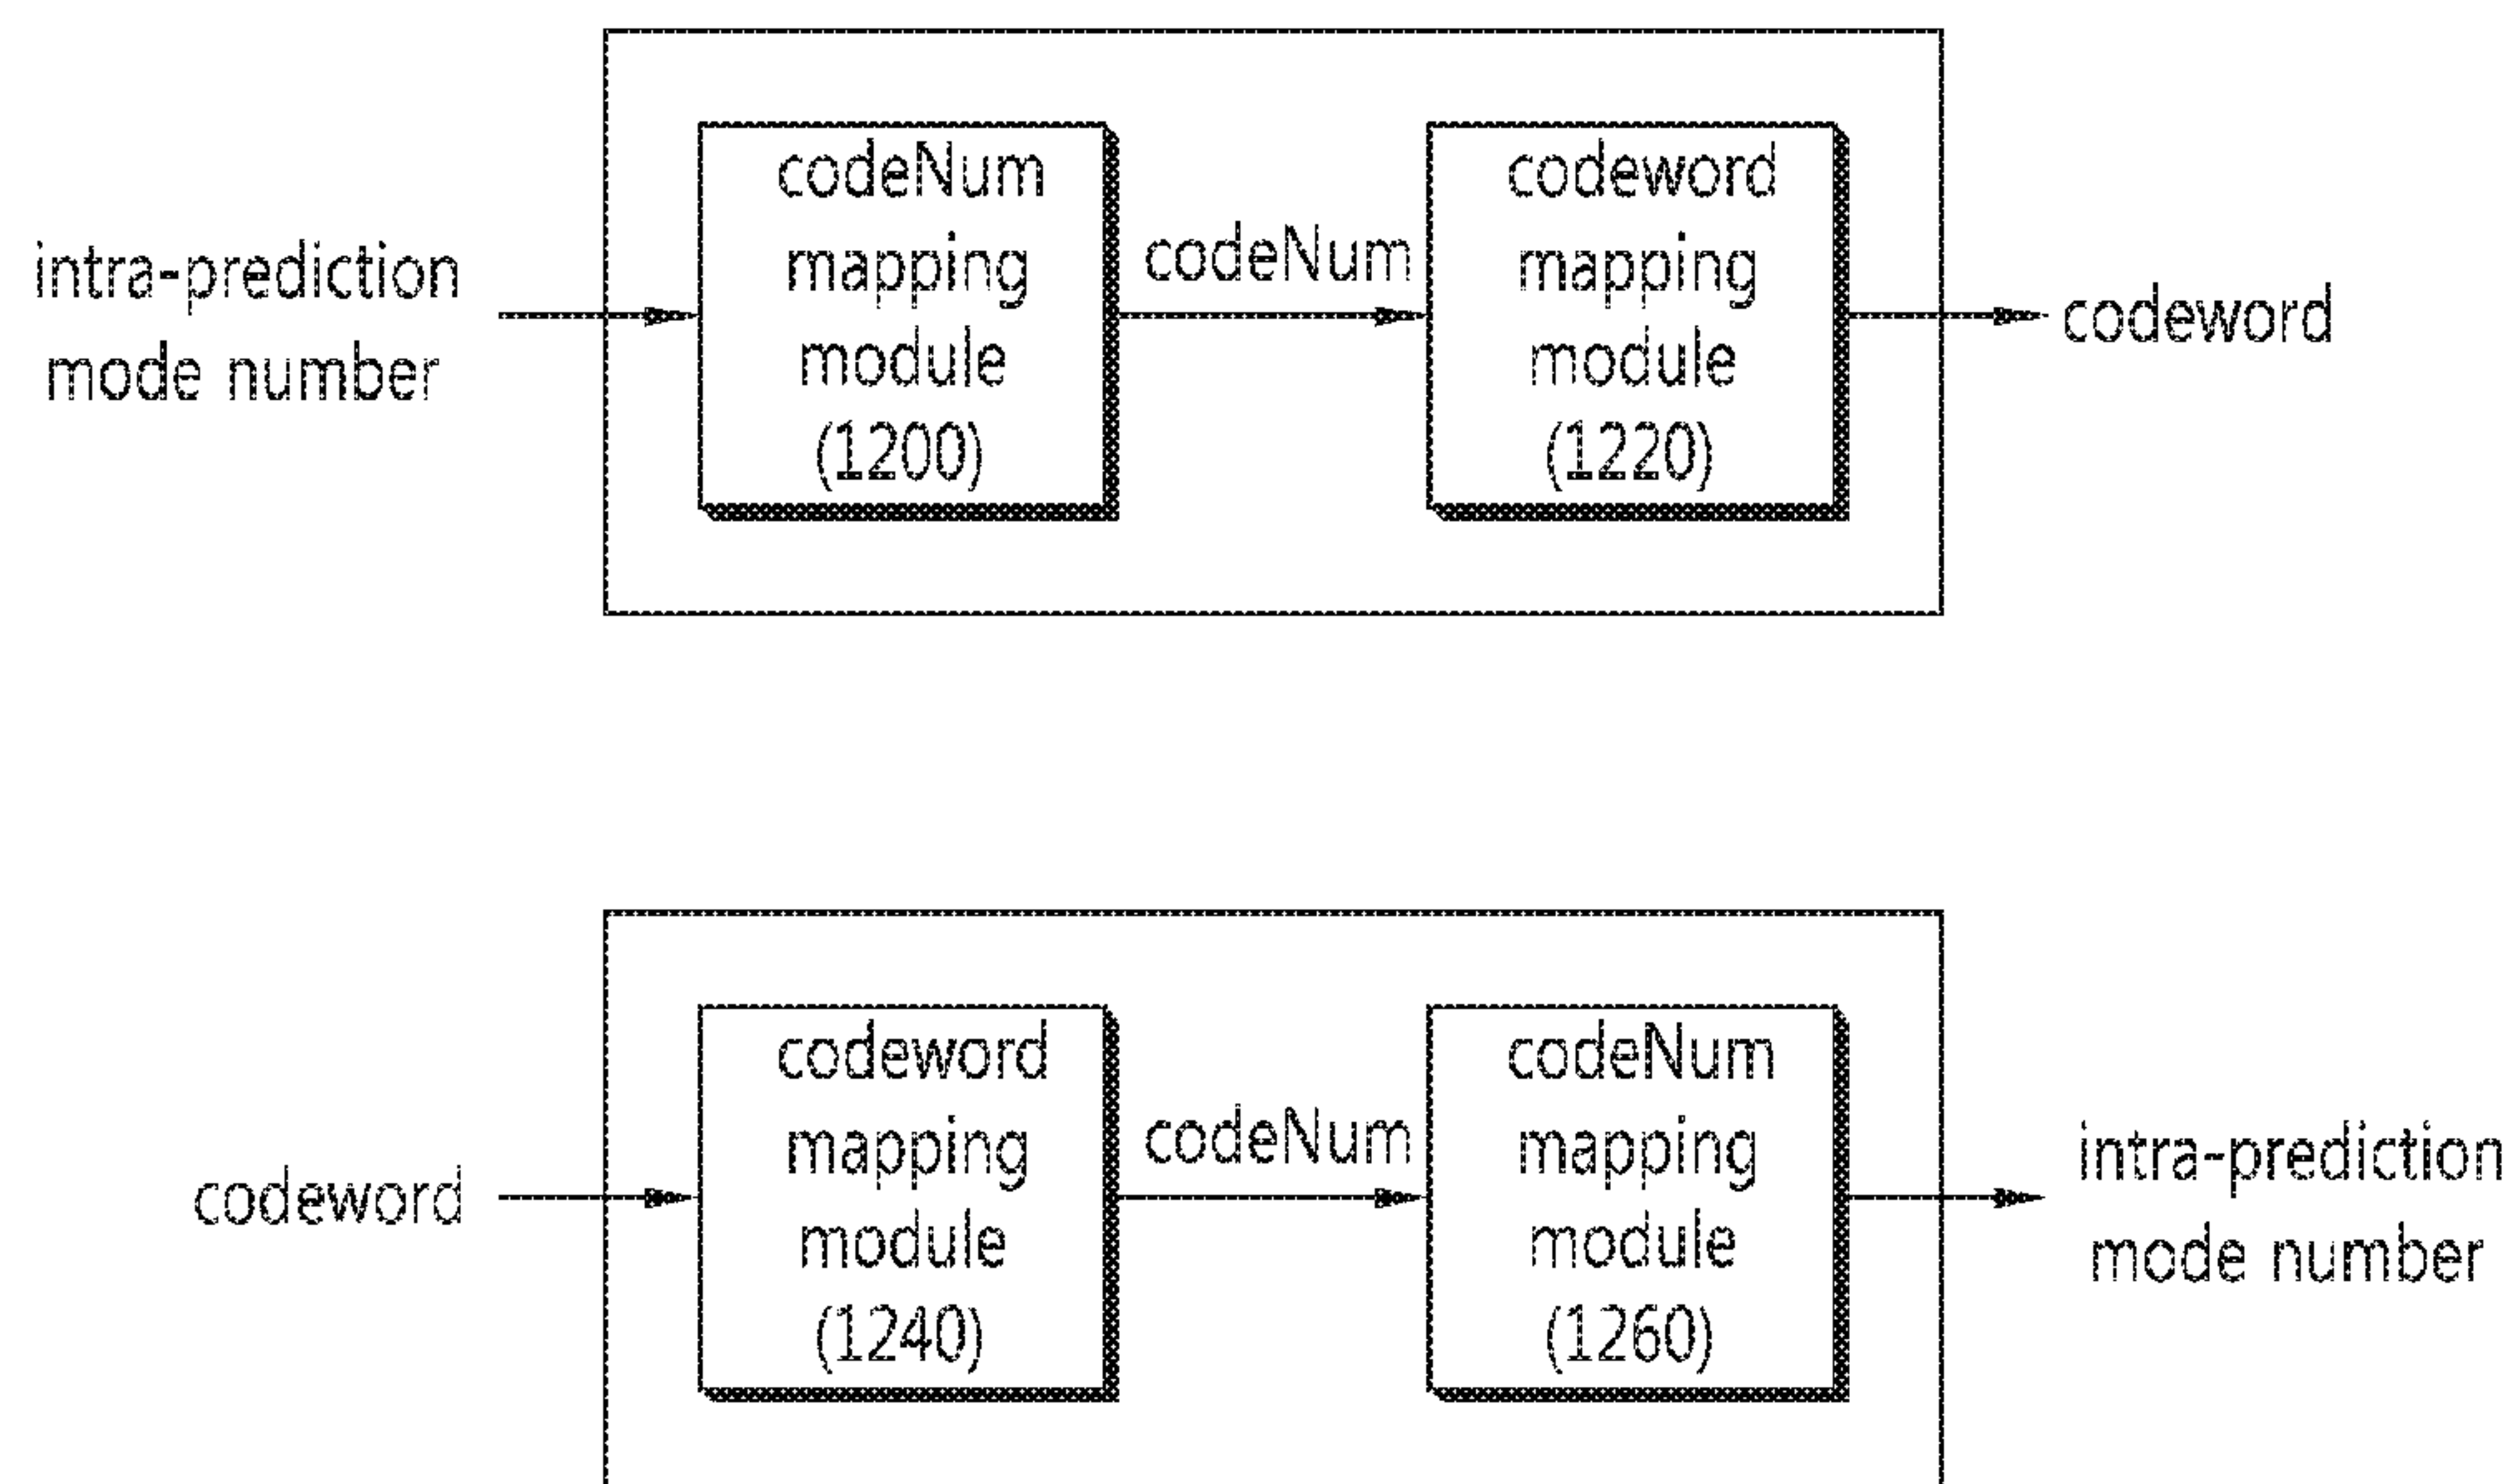 intra-prediction
mode number
codeNum
mapping
module
(1200)
codeNum
codeword
mapping
module
(1220)
codeword
codeword
codeword
mapping
module
(1240)
codeNum
codeNum
mapping
module
(1260)
intra-prediction
mode number